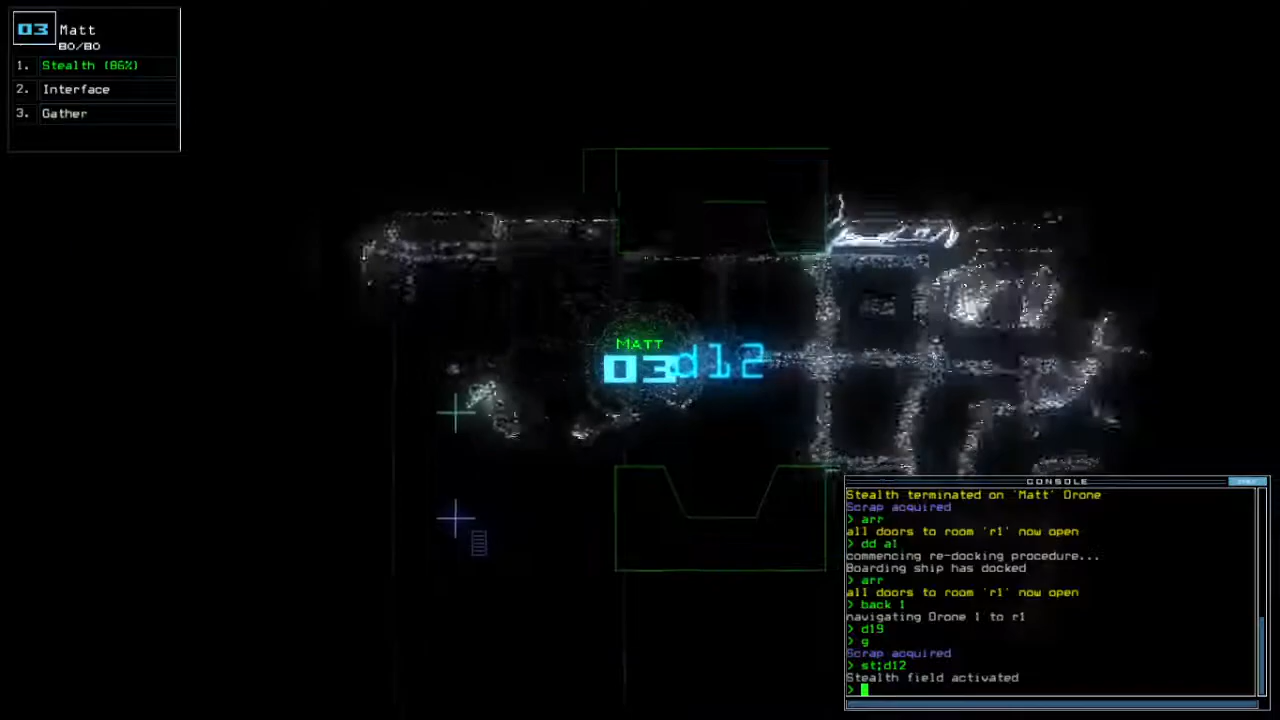 03 Matt
80/80
1. Stealth (86%)
2. Interface
3. Gather
MATT
03 d12
CONSOLE
Stealth terminated on 'Matt' Drone
Scrap acquired
> arr
all doors to room 'r1' now open
> dd a1
commencing re-docking procedure...
Boarding ship has docked
> arr
all doors to room 'r1' now open
> back 1
navigating Drone 1 to r1
> d19
> g
Scrap acquired
> st;d12
Stealth field activated
>